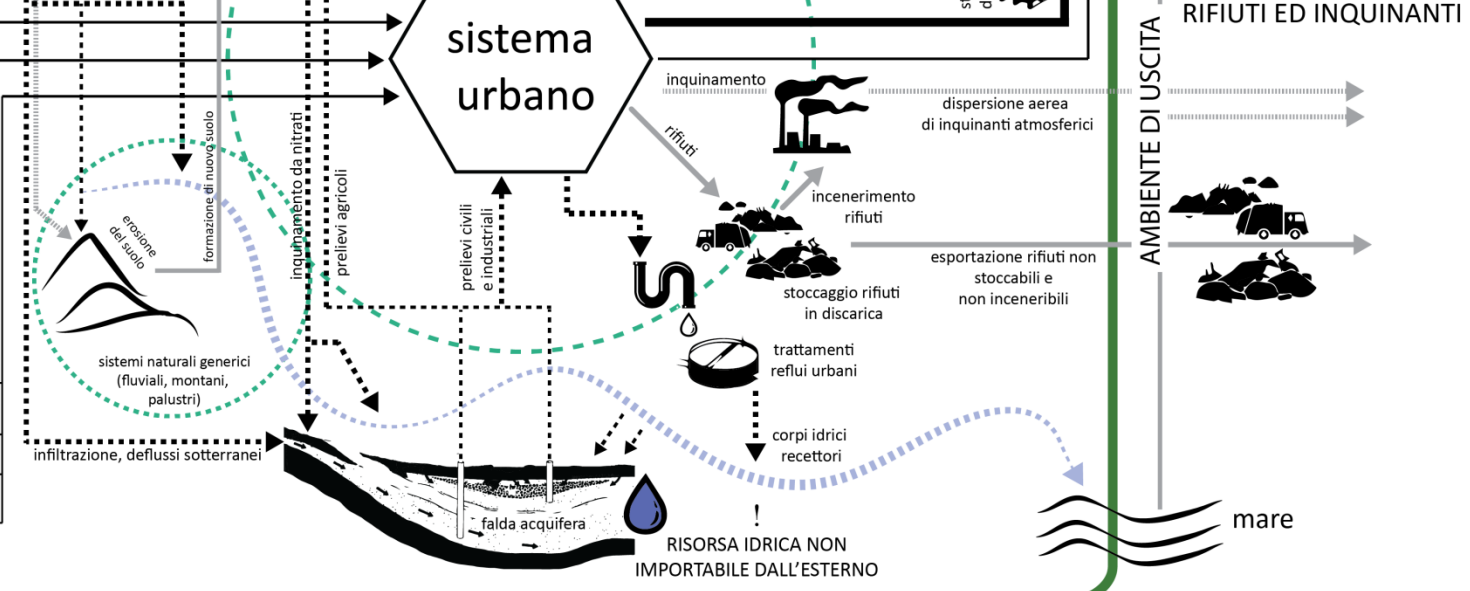 RIFIUTI ED INQUINANTI
sistema
urbano
inquinamento
dispersione aerea
di inquinanti atmosferici
AMBIENTE DI USCITA
rifiuti
incenerimento
rifiuti
esportazione rifiuti non
stoccabili e
non inceneribili
stoccaggio rifiuti
in discarica
formazione di nuovo suolo
inquinamento da nitrati
prelievi agricoli
prelievi civili
e industriali
erosione
del suolo
sistemi naturali generici
(fluviali, montani,
palustri)
trattamenti
reflui urbani
corpi idrici
recettori
infiltrazione, deflussi sotterranei
falda acquifera
!
RISORSA IDRICA NON
IMPORTABILE DALL'ESTERNO
mare